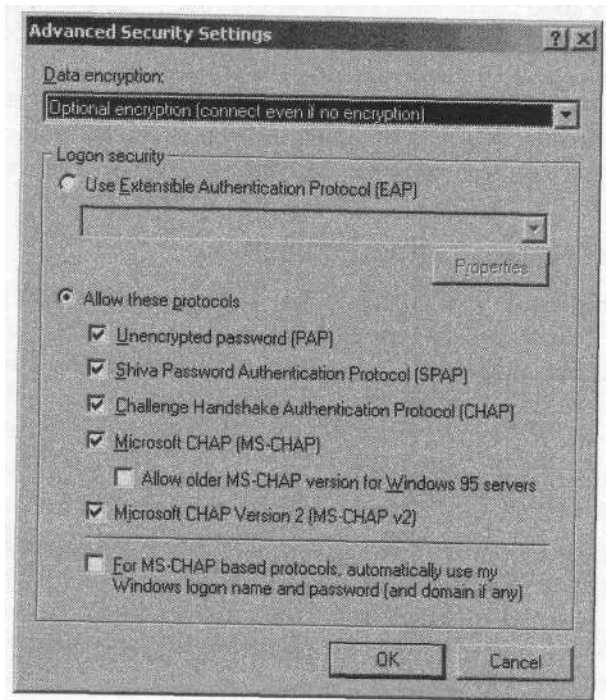 Advanced Security Settings
Data encryption:
Optional encryption (connect even if no encryption)
Logon security
Use Extensible Authentication Protocol (EAP)
Properties
Allow these protocols
Unencrypted password (PAP)
Shiva Password Authentication Protocol (SPAP)
Challenge Handshake Authentication Protocol (CHAP)
Microsoft CHAP (MS-CHAP)
Allow older MS-CHAP version for Windows 95 servers
Microsoft CHAP Version 2 (MS-CHAP v2)
For MS-CHAP based protocols, automatically use my
Windows logon name and password (and domain if any)
OK Cancel